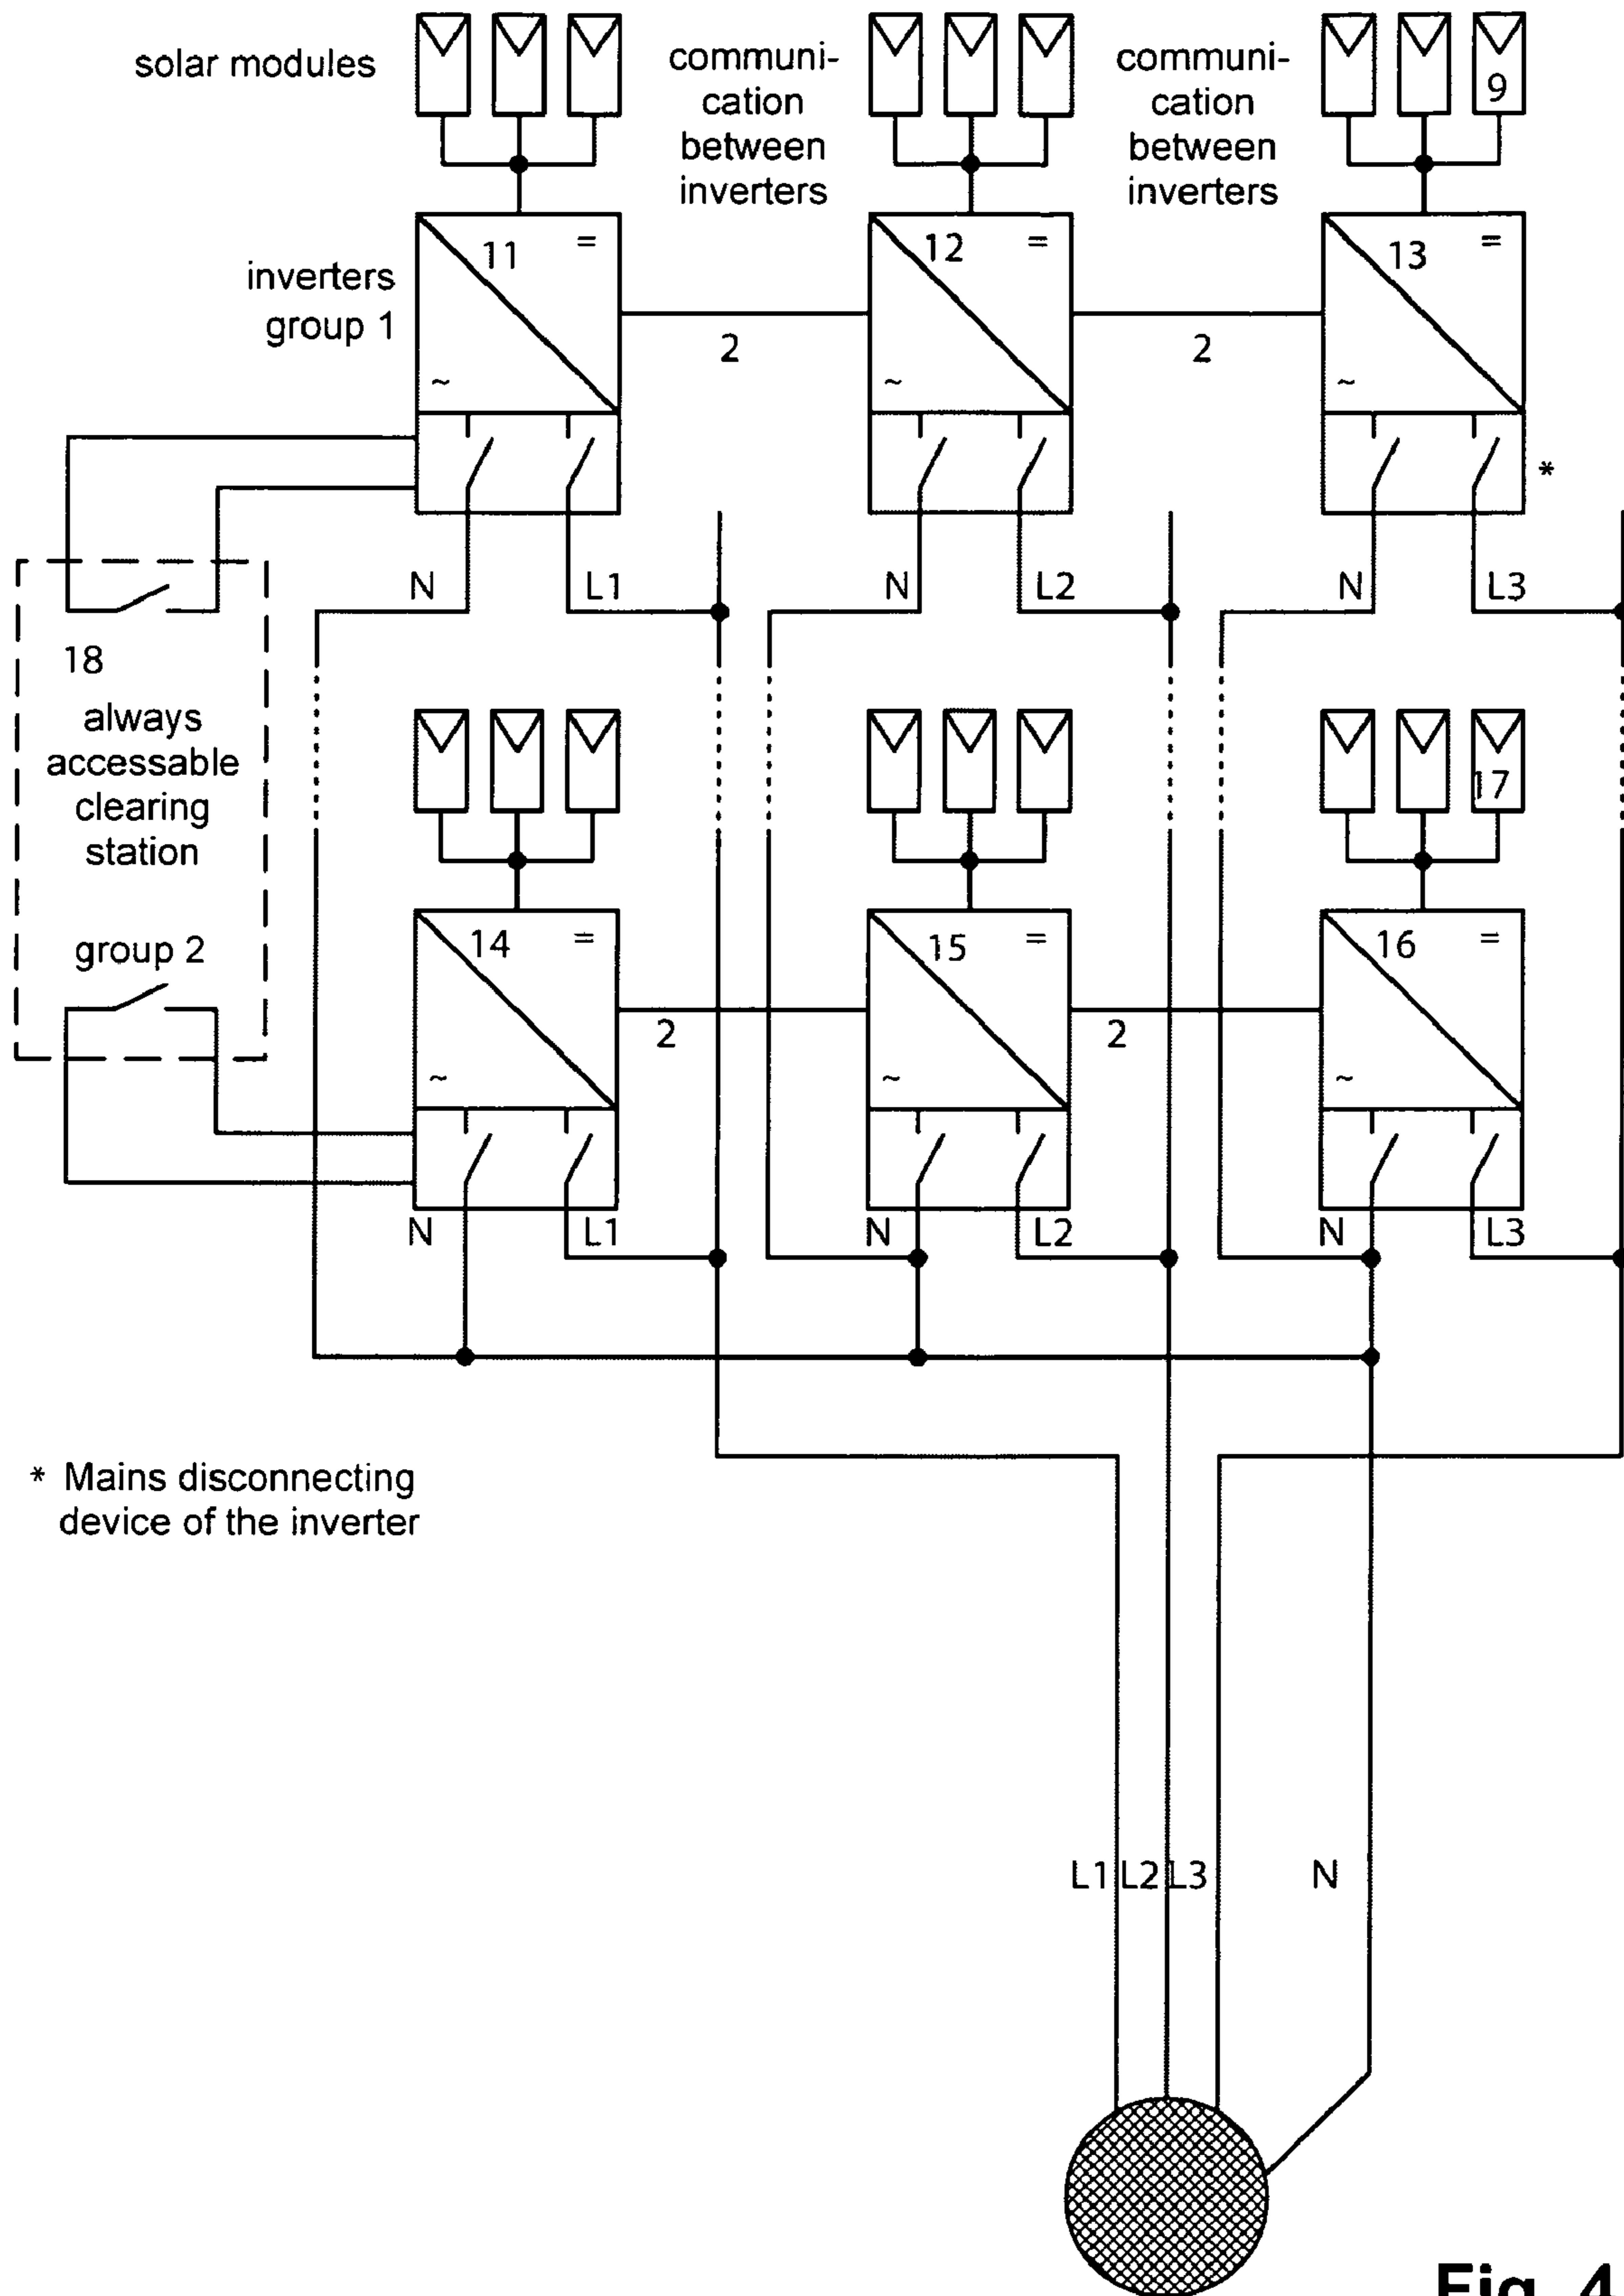 solar modules
communi-
cation
between
inverters
communi-
cation
between
inverters
9
inverters
group 1
11 =
12 =
13 =
2
2
~
~
~
*
N L1
N L2
N L3
18
always
accessable
clearing
station
17
group 2
14 =
15 =
16 =
2
2
~
~
~
N L1
N L2
N L3
* Mains disconnecting
device of the inverter
L1 L2 L3 N
Fig. 4